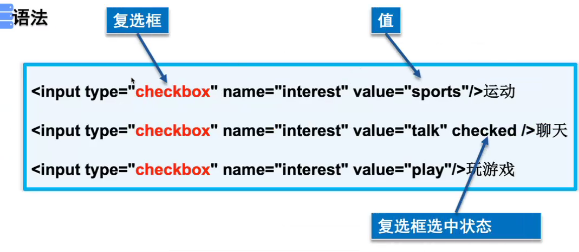 语法
复选框
值
<input type="checkbox" name="interest" value="sports"/>运动
<input type="checkbox" name="interest" value="talk" checked />聊天
<input type="checkbox" name="interest" value="play"/>玩游戏
复选框选中状态